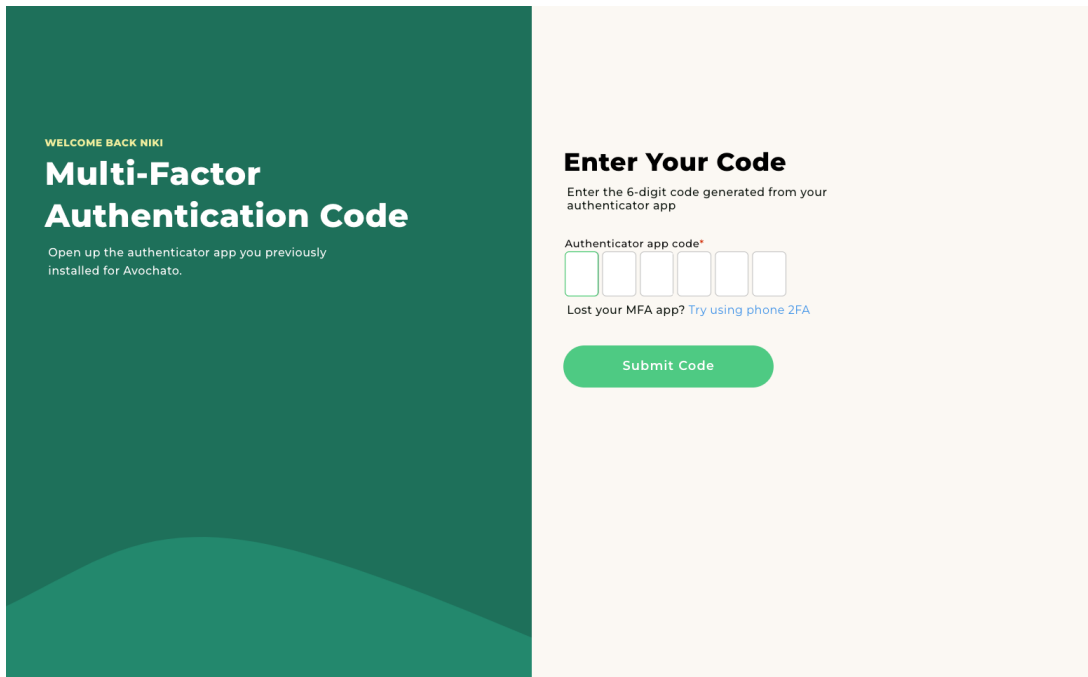 WELCOME BACK NIKI
Multi-Factor
Authentication Code
Open up the authenticator app you previously
installed for Avochato.
Enter Your Code
Enter the 6-digit code generated from your
authenticator app
Authenticator app code*
Lost your MFA app? Try using phone 2FA
Submit Code